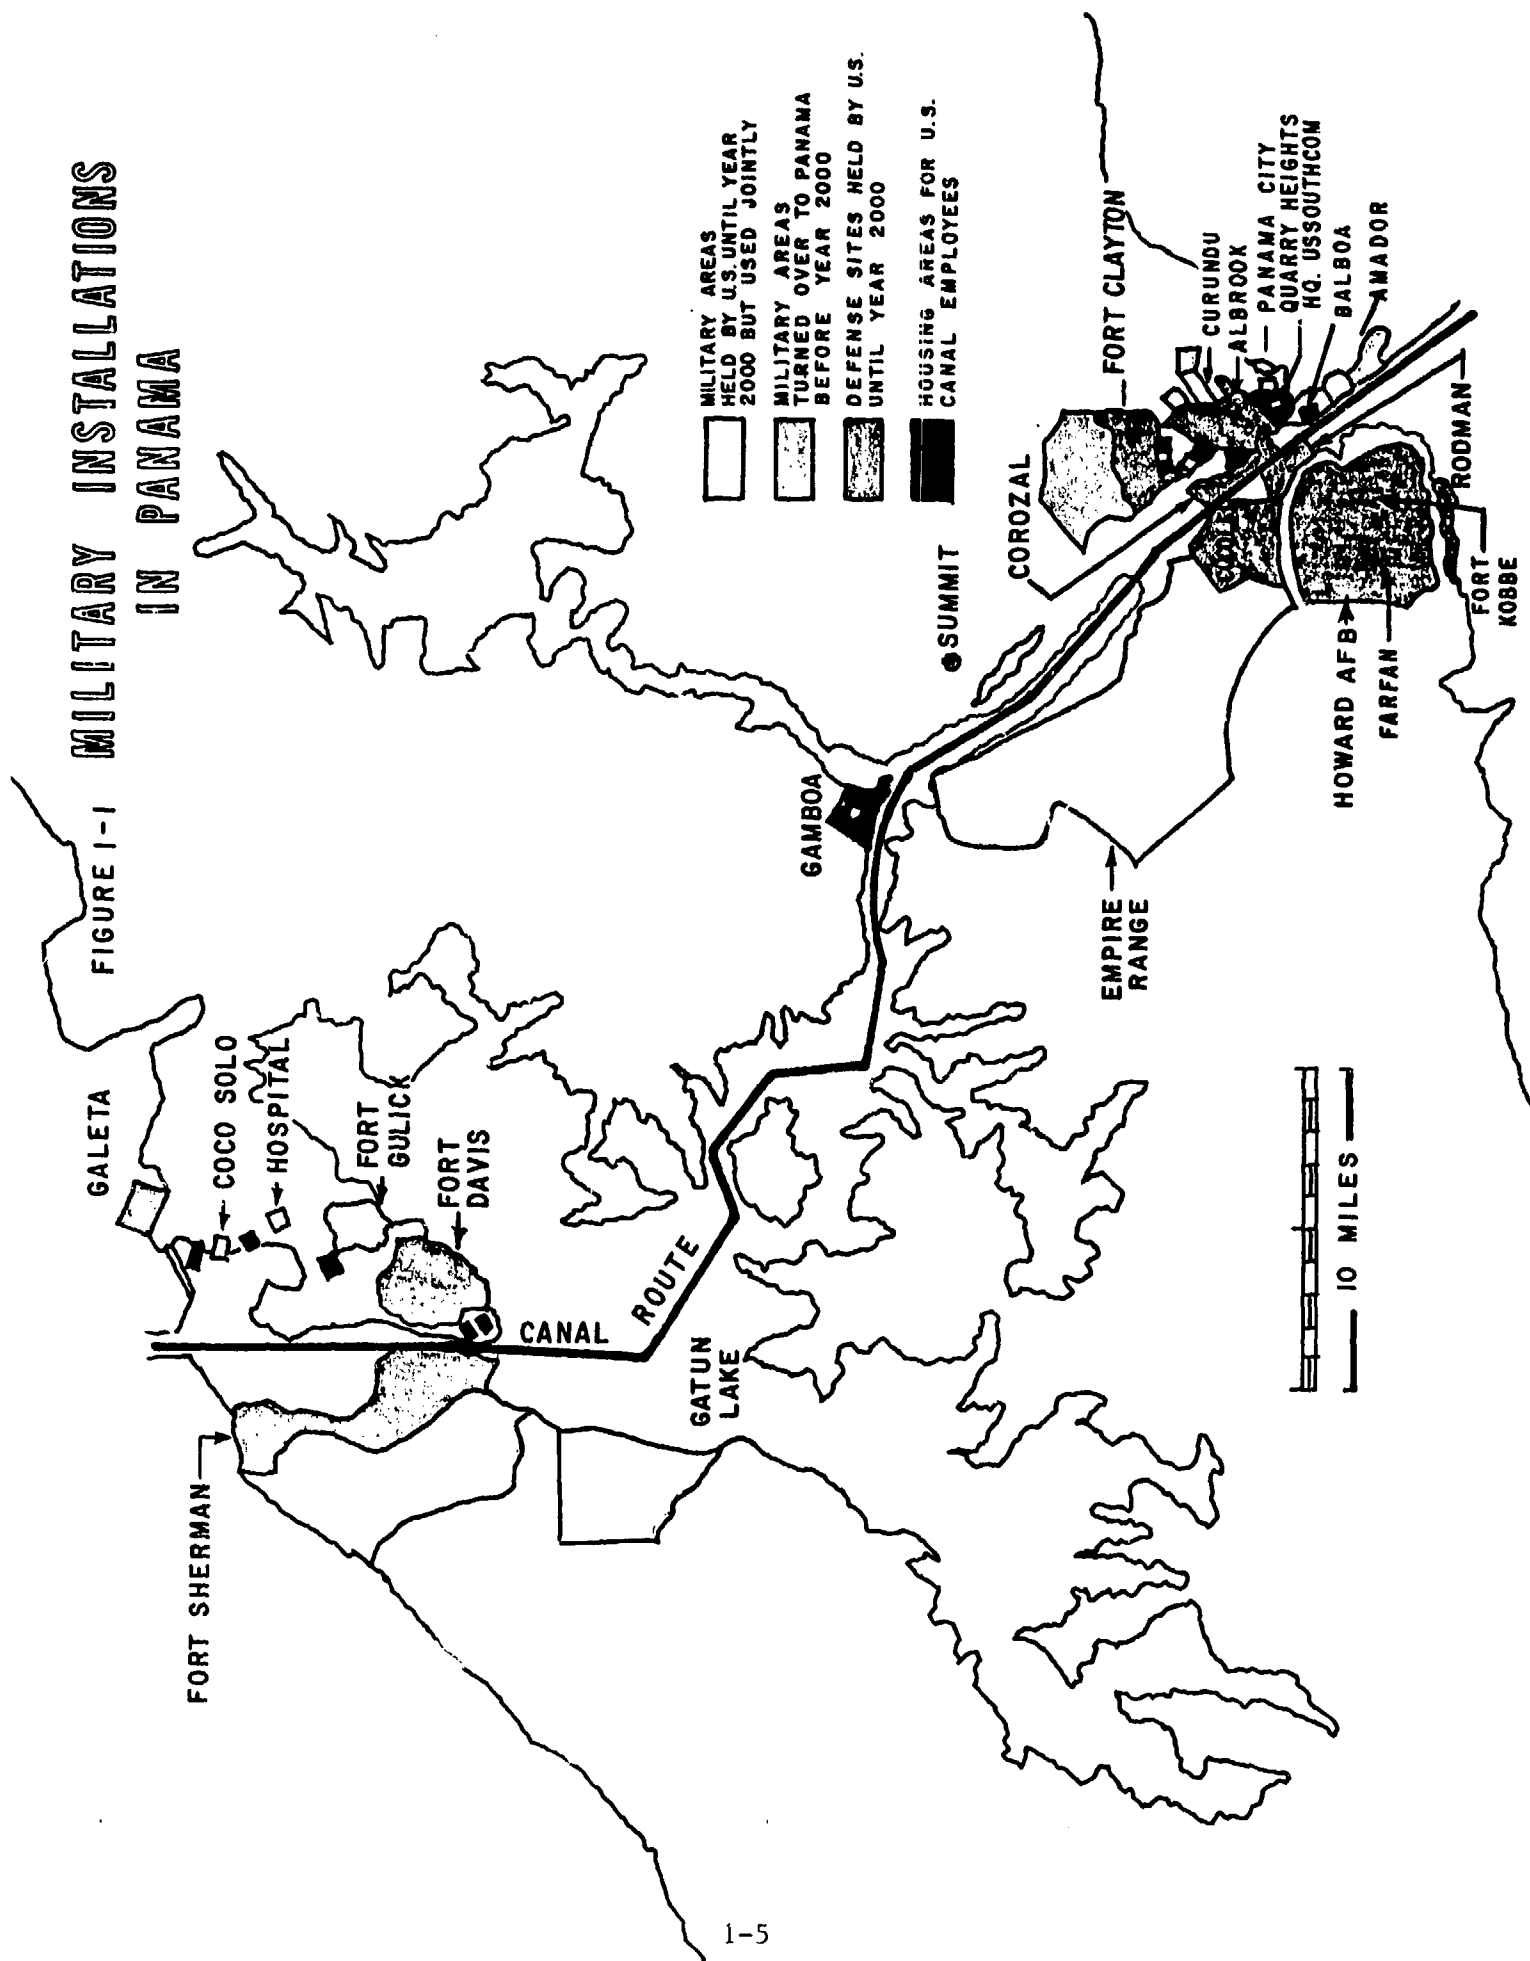 FIGURE 1-1 MILITARY INSTALLATIONS
IN PANAMA
GALETA
COCO SOLO
HOSPITAL
FORT
GULICK
FORT
DAVIS
FORT SHERMAN
CANAL
ROUTE
GATUN
LAKE
GAMBOA
MILITARY AREAS
HELD BY U.S. UNTIL YEAR
2000 BUT USED JOINTLY
MILITARY AREAS
TURNED OVER TO PANAMA
BEFORE YEAR 2000
DEFENSE SITES HELD BY U.S.
UNTIL YEAR 2000
HOUSING AREAS FOR U.S.
CANAL EMPLOYEES
SUMMIT
COROZAL
FORT CLAYTON
CURUNDU
ALBROOK
PANAMA CITY
QUARRY HEIGHTS
HQ. USSOUTHCOM
BALBOA
AMADOR
EMPIRE
RANGE
HOWARD AFB
FARFAN
FORT
KOBBE
RODMAN
10 MILES
1-5